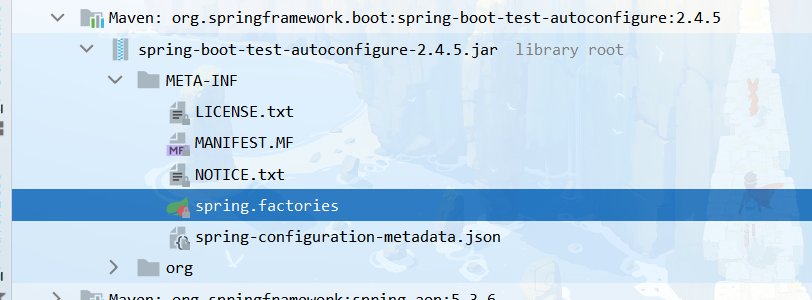 Maven: org.springframework.boot:spring-boot-test-autoconfigure:2.4.5
spring-boot-test-autoconfigure-2.4.5.jar library root
META-INF
LICENSE.txt
MANIFEST.MF
MF
NOTICE.txt
spring.factories
spring-configuration-metadata.json
org
Maven: org.springframework:spring-aop:5.3.6